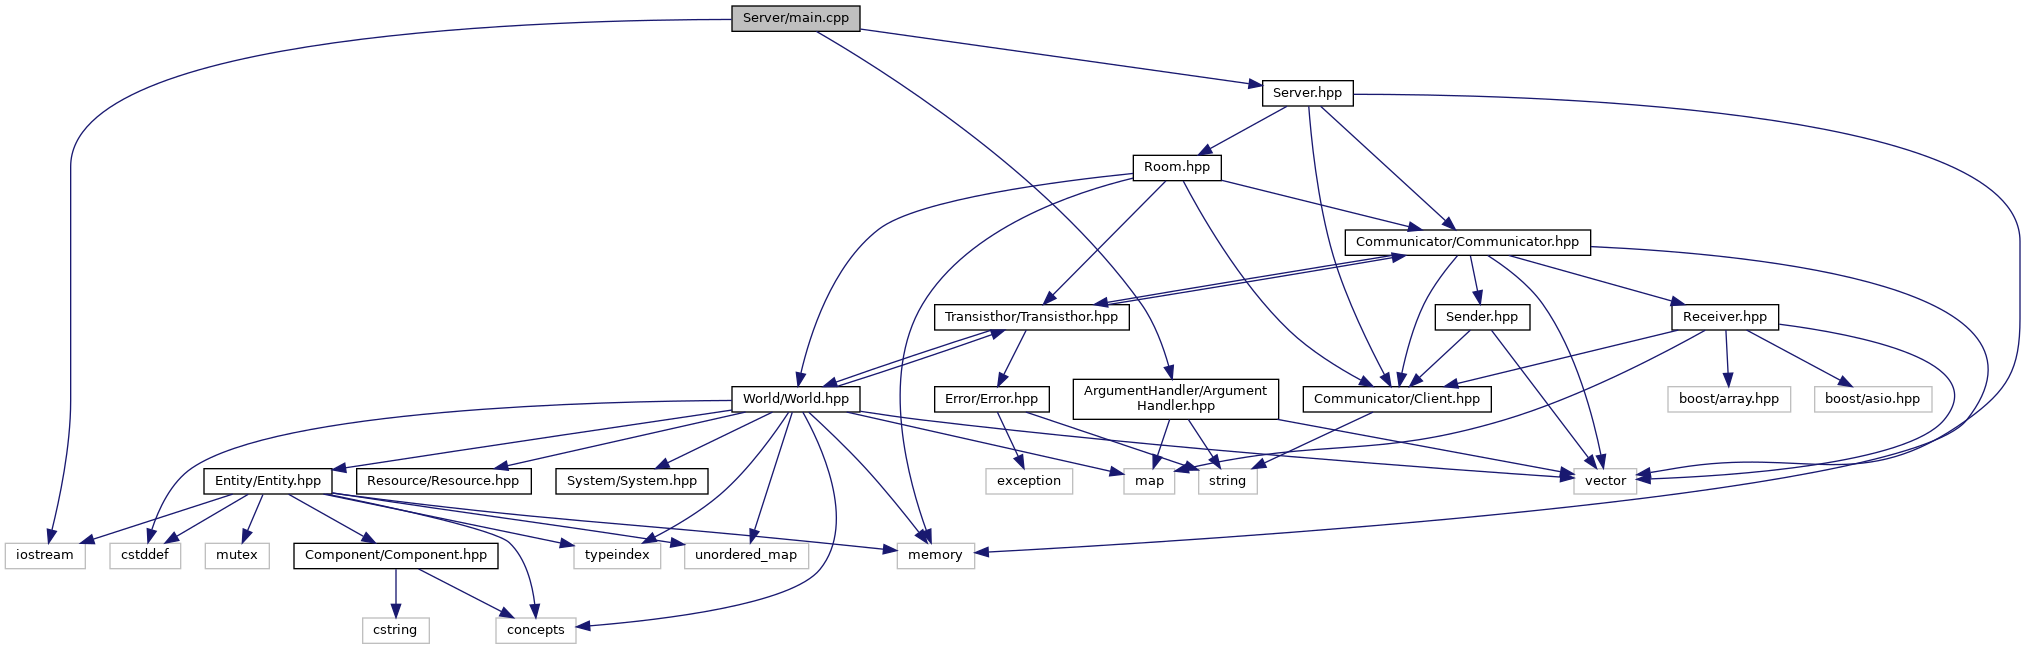 Server/main.cpp
Server.hpp
Room.hpp
Communicator/Communicator.hpp
Transisthor/Transisthor.hpp
Sender.hpp
Receiver.hpp
World/World.hpp
Error/Error.hpp
ArgumentHandler/Argument
Handler.hpp
Communicator/Client.hpp
boost/array.hpp
boost/asio.hpp
Entity/Entity.hpp
Resource/Resource.hpp
System/System.hpp
exception
map
string
vector
iostream
cstddef
mutex
Component/Component.hpp
typeindex
unordered_map
memory
cstring
concepts